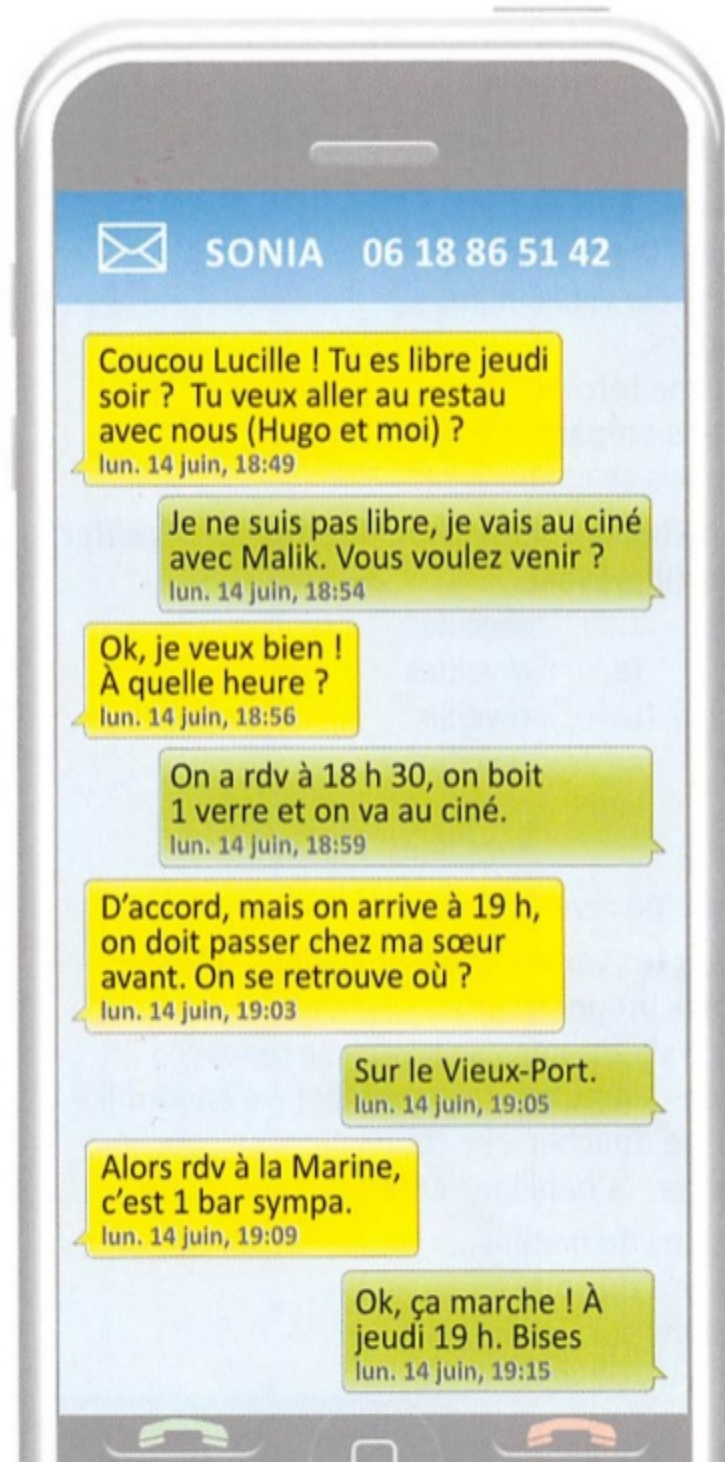 SONIA 06 18 86 51 42
Coucou Lucille ! Tu es libre jeudi
soir ? Tu veux aller au restau
avec nous (Hugo et moi) ?
lun. 14 juin, 18:49
Je ne suis pas libre, je vais au ciné
avec Malik. Vous voulez venir ?
lun. 14 juin, 18:54
Ok, je veux bien !
À quelle heure ?
lun. 14 juin, 18:56
On a rdv à 18 h 30, on boit
1 verre et on va au ciné.
lun. 14 juin, 18:59
D'accord, mais on arrive à 19 h,
on doit passer chez ma sœur
avant. On se retrouve où ?
lun. 14 juin, 19:03
Sur le Vieux-Port.
lun. 14 juin, 19:05
Alors rdv à la Marine,
c'est 1 bar sympa.
lun. 14 juin, 19:09
Ok, ça marche ! À
jeudi 19 h. Bises
lun. 14 juin, 19:15